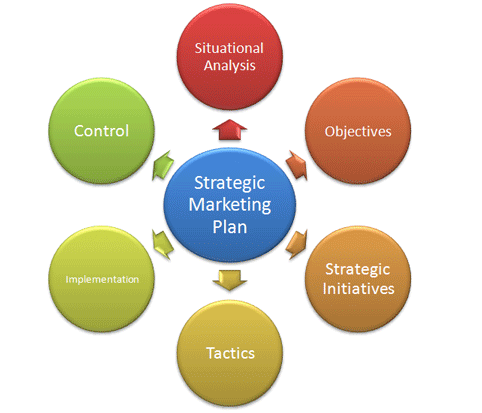 Situational
Analysis
Objectives
Strategic
Initiatives
Tactics
Implementation
Control
Strategic
Marketing
Plan